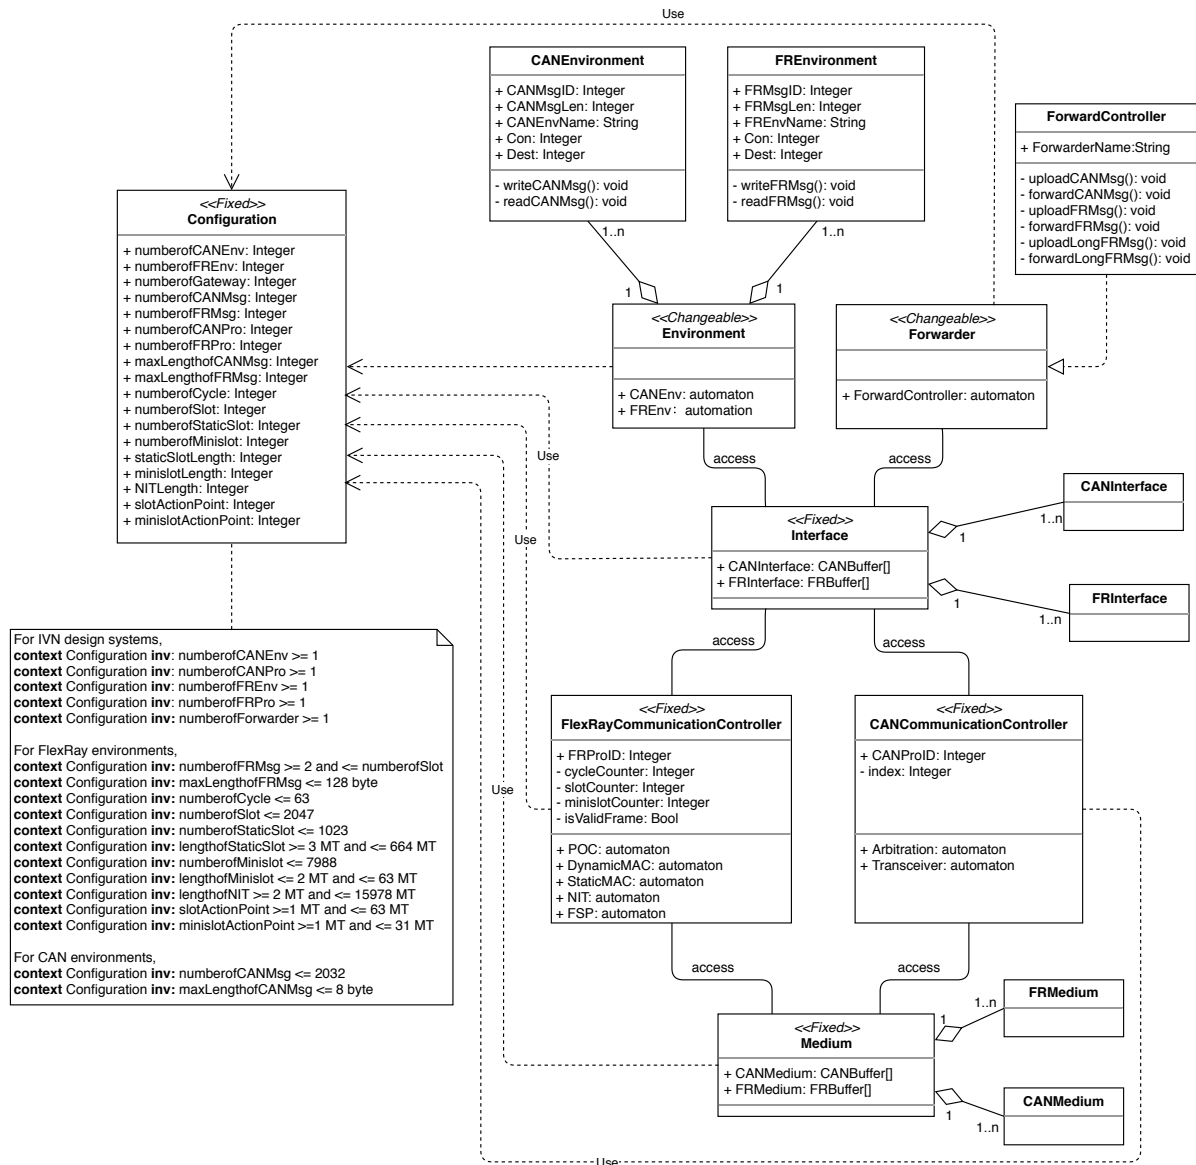 Use
CANEnvironment
+ CANMsgID: Integer
+ CANMsgLen: Integer
+ CANEnvName: String
+ Con: Integer
+ Dest: Integer
- writeCANMsg(): void
- readCANMsg(): void
1..n
1
FREnvironment
+ FRMsgID: Integer
+ FRMsgLen: Integer
+ FREnvName: String
+ Con: Integer
+ Dest: Integer
- writeFRMsg(): void
- readFRMsg(): void
1..n
1
ForwardController
+ ForwarderName:String
- uploadCANMsg(): void
- forwardCANMsg(): void
- uploadFRMsg(): void
- forwardFRMsg(): void
- uploadLongFRMsg(): void
- forwardLongFRMsg(): void
<<Fixed>>
Configuration
+ numberofCANEnv: Integer
+ numberofFREnv: Integer
+ numberofGateway: Integer
+ numberofCANMsg: Integer
+ numberofFRMsg: Integer
+ numberofCANPro: Integer
+ numberofFRPro: Integer
+ maxLengthofCANMsg: Integer
+ maxLengthofFRMsg: Integer
+ numberofCycle: Integer
+ numberofSlot: Integer
+ numberofStaticSlot: Integer
+ numberofMinislot: Integer
+ staticSlotLength: Integer
+ minislotLength: Integer
+ NITLength: Integer
+ slotActionPoint: Integer
+ minislotActionPoint: Integer
<<Changeable>>
Environment
+ CANEnv: automaton
+ FREnv: automation
<<Changeable>>
Forwarder
+ ForwardController: automaton
access
access
Use
Use
Use
<<Fixed>>
Interface
+ CANInterface: CANBuffer[]
+ FRInterface: FRBuffer[]
1
1..n
CANInterface
1
1..n
FRInterface
access
access
For IVN design systems,
context Configuration inv: numberofCANEnv >= 1
context Configuration inv: numberofCANPro >= 1
context Configuration inv: numberofFREnv >= 1
context Configuration inv: numberofFRPro >= 1
context Configuration inv: numberofForwarder >= 1
For FlexRay environments,
context Configuration inv: numberofFRMsg >= 2 and <= numberofSlot
context Configuration inv: maxLengthofFRMsg <= 128 byte
context Configuration inv: numberofCycle <= 63
context Configuration inv: numberofSlot <= 2047
context Configuration inv: numberofStaticSlot <= 1023
context Configuration inv: lengthofStaticSlot >= 3 MT and <= 664 MT
context Configuration inv: numberofMinislot <= 7988
context Configuration inv: lengthofMinislot <= 2 MT and <= 63 MT
context Configuration inv: lengthofNIT >= 2 MT and <= 15978 MT
context Configuration inv: slotActionPoint >=1 MT and <= 63 MT
context Configuration inv: minislotActionPoint >=1 MT and <= 31 MT
For CAN environments,
context Configuration inv: numberofCANMsg <= 2032
context Configuration inv: maxLengthofCANMsg <= 8 byte
<<Fixed>>
FlexRayCommunicationController
+ FRProID: Integer
- cycleCounter: Integer
- slotCounter: Integer
- minislotCounter: Integer
- isValidFrame: Bool
+ POC: automaton
+ DynamicMAC: automaton
+ StaticMAC: automaton
+ NIT: automaton
+ FSP: automaton
<<Fixed>>
CANCommunicationController
+ CANProID: Integer
- index: Integer
+ Arbitration: automaton
+ Transceiver: automaton
access
access
<<Fixed>>
Medium
+ CANMedium: CANBuffer[]
+ FRMedium: FRBuffer[]
1
1..n
FRMedium
1
1..n
CANMedium
Use